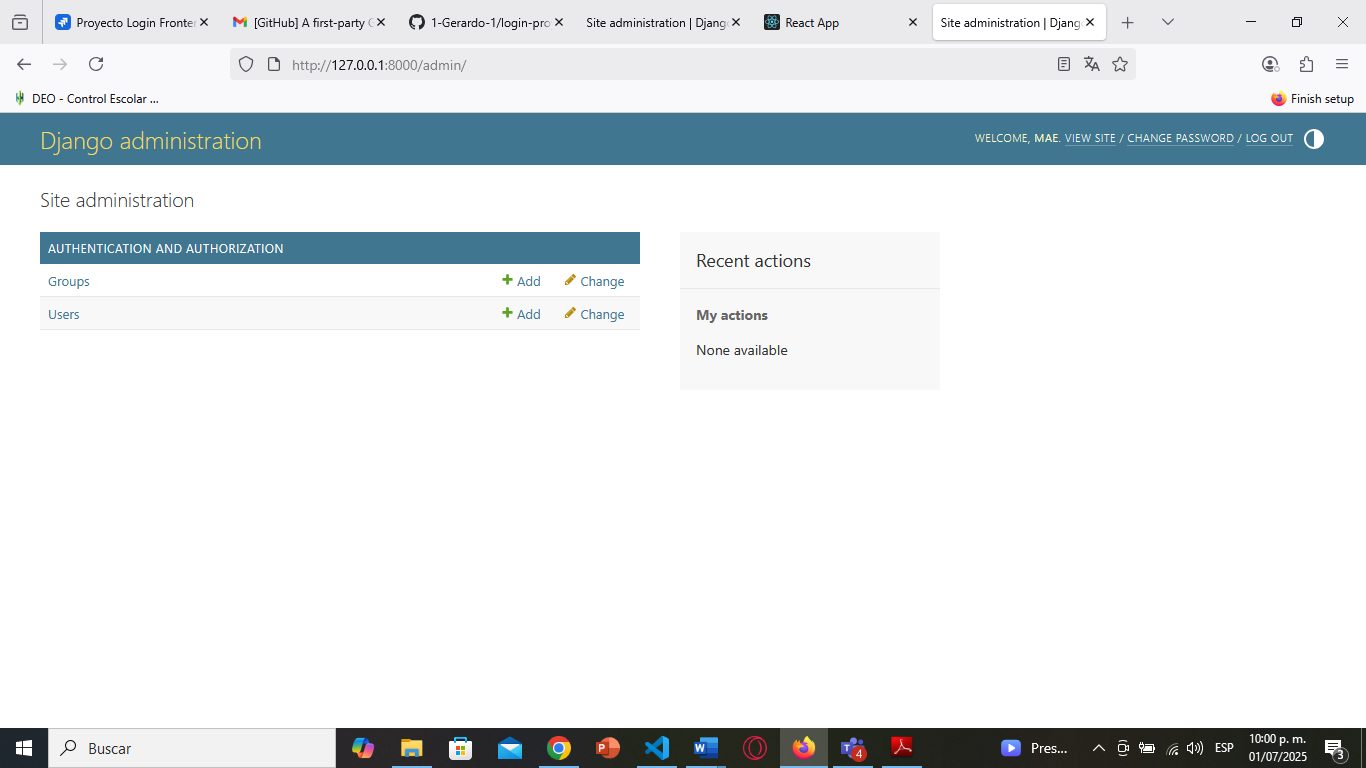 Proyecto Login Fronte
[GitHub] A first-party G
1-Gerardo-1/login-pro
Site administration | Djang
React App
Site administration | Djang
http://127.0.0.1:8000/admin/
DEO - Control Escolar ...
Finish setup
Django administration
WELCOME, MAE. VIEW SITE / CHANGE PASSWORD / LOG OUT
Site administration
AUTHENTICATION AND AUTHORIZATION
Groups Add Change
Users Add Change
Recent actions
My actions
None available
Buscar
Pres...
4
ESP
10:00 p. m.
01/07/2025
3